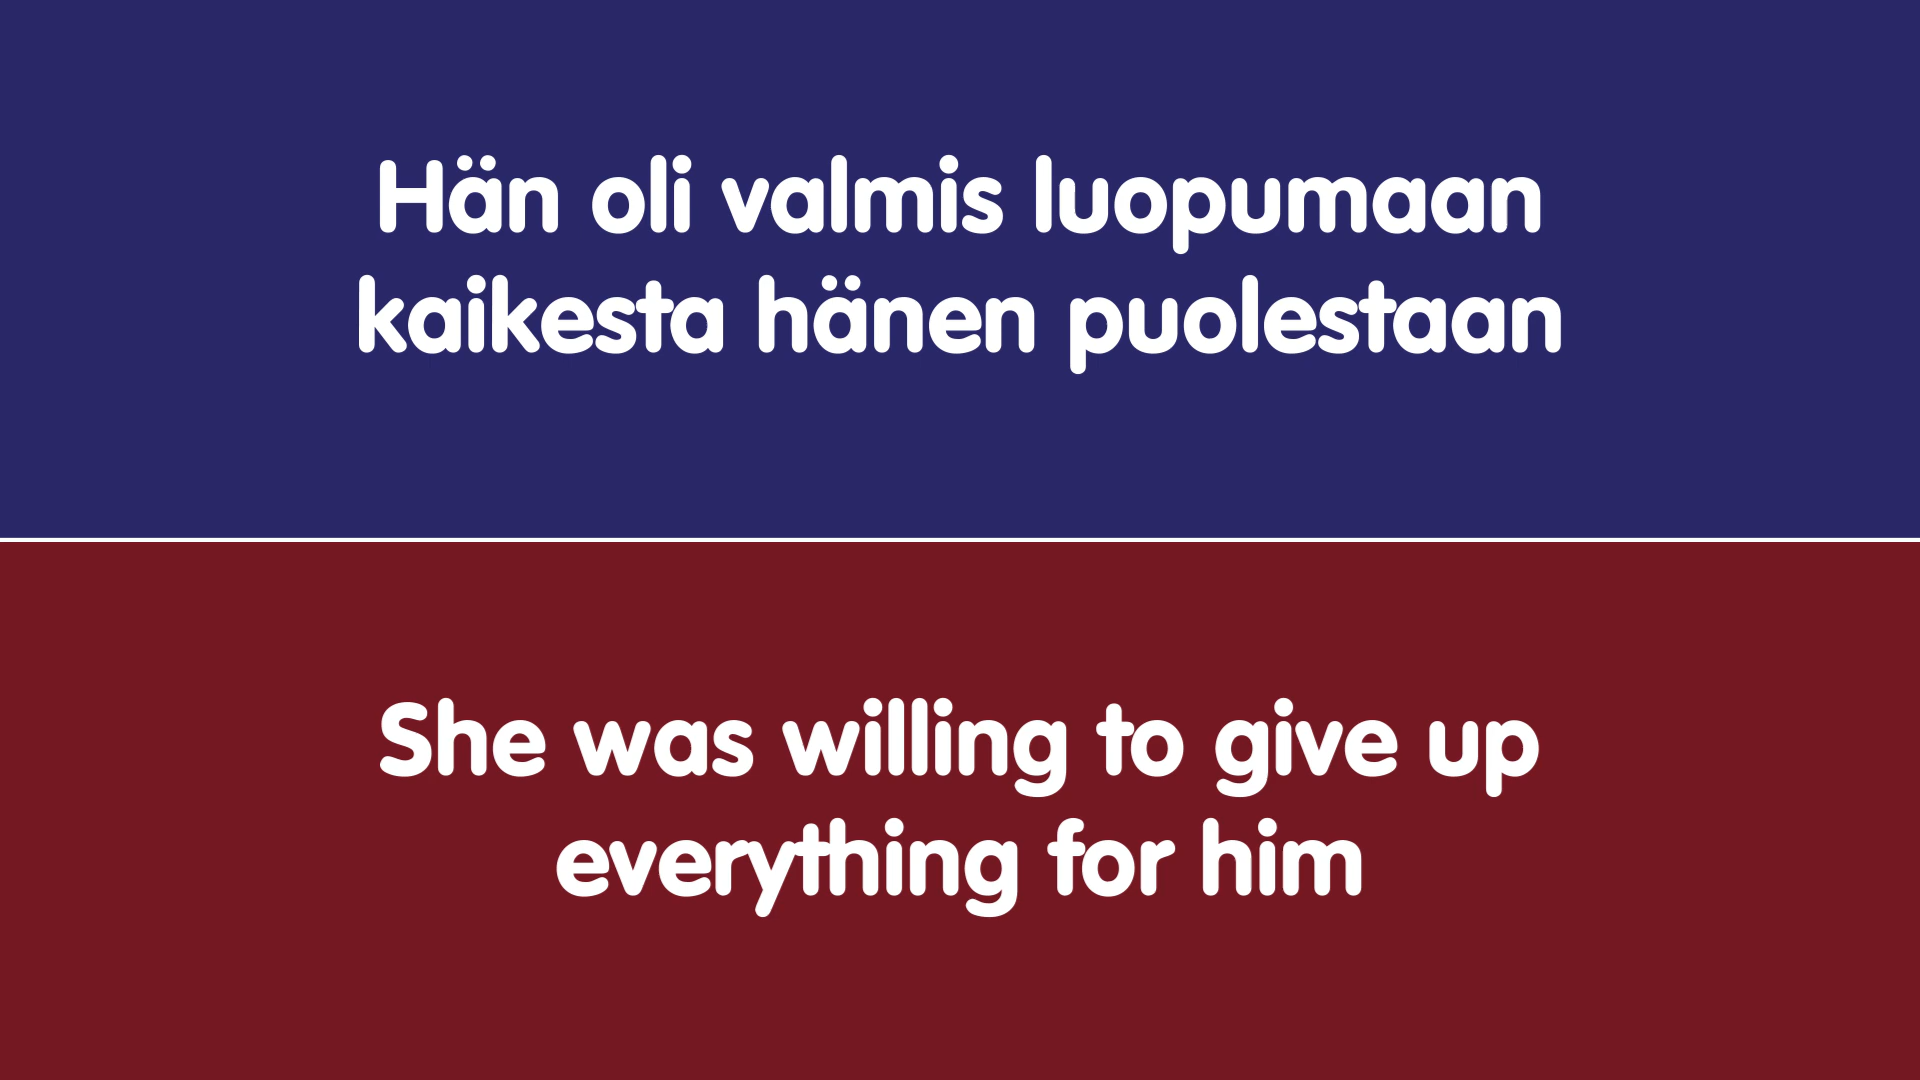 Hän oli valmis luopumaan
kaikesta hänen puolestaan
She was willing to give up
everything for him